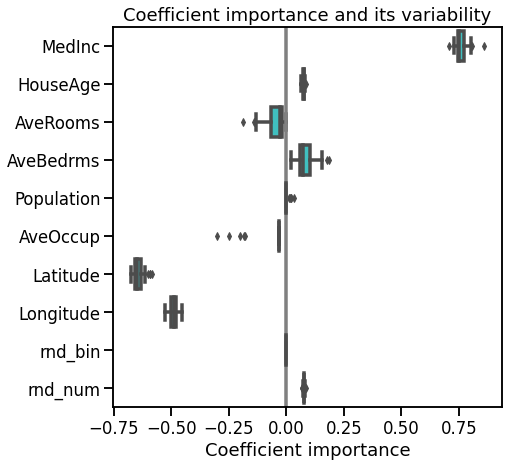 Coefficient importance and its variability
MedInc
HouseAge
AveRooms
AveBedrms
Population
AveOccup
Latitude
Longitude
rnd_bin
rnd_num
−0.75 −0.50 −0.25 0.00 0.25 0.50 0.75
Coefficient importance